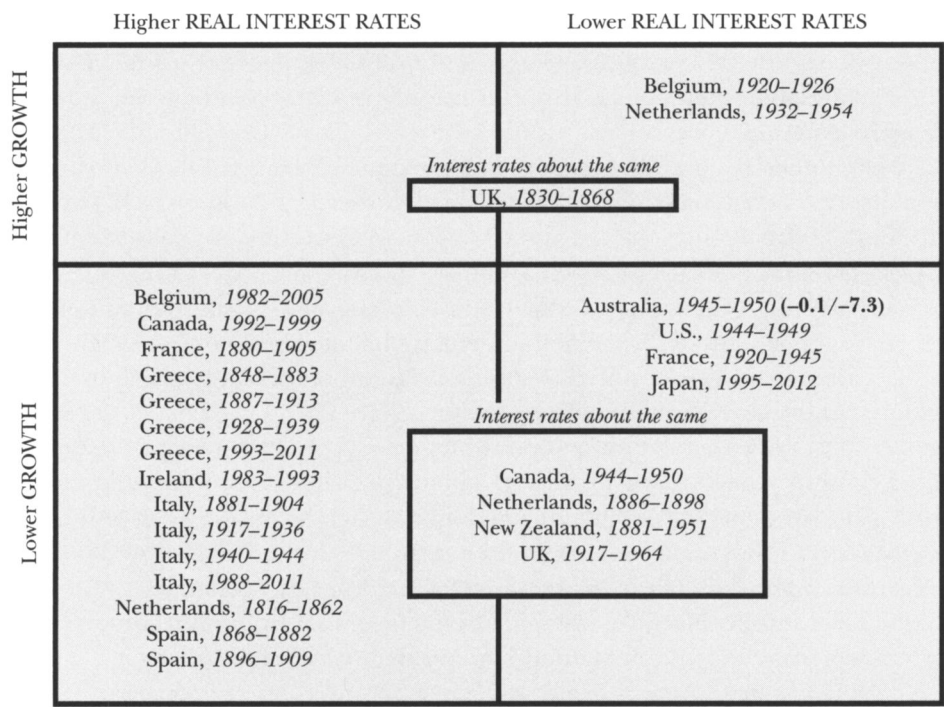 Higher REAL INTEREST RATES
Lower REAL INTEREST RATES
Higher GROWTH
Belgium, 1920–1926
Netherlands, 1932–1954
Interest rates about the same
UK, 1830–1868
Lower GROWTH
Belgium, 1982–2005
Canada, 1992–1999
France, 1880–1905
Greece, 1848–1883
Greece, 1887–1913
Greece, 1928–1939
Greece, 1993–2011
Ireland, 1983–1993
Italy, 1881–1904
Italy, 1917–1936
Italy, 1940–1944
Italy, 1988–2011
Netherlands, 1816–1862
Spain, 1868–1882
Spain, 1896–1909
Australia, 1945–1950 (–0.1/–7.3)
U.S., 1944–1949
France, 1920–1945
Japan, 1995–2012
Interest rates about the same
Canada, 1944–1950
Netherlands, 1886–1898
New Zealand, 1881–1951
UK, 1917–1964